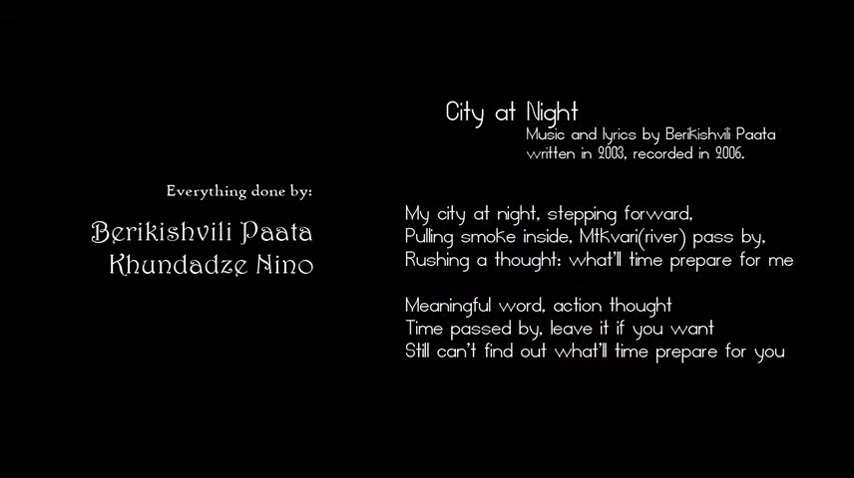 Everything done by:
Berikishvili Paata
Khundadze Nino
City at Night
Music and lyrics by Berikishvili Paata
written in 2003, recorded in 2006.
My city at night, stepping forward,
Pulling smoke inside, Mtkvari(river) pass by,
Rushing a thought: what'll time prepare for me
Meaningful word, action thought
Time passed by, leave it if you want
Still can't find out what'll time prepare for you